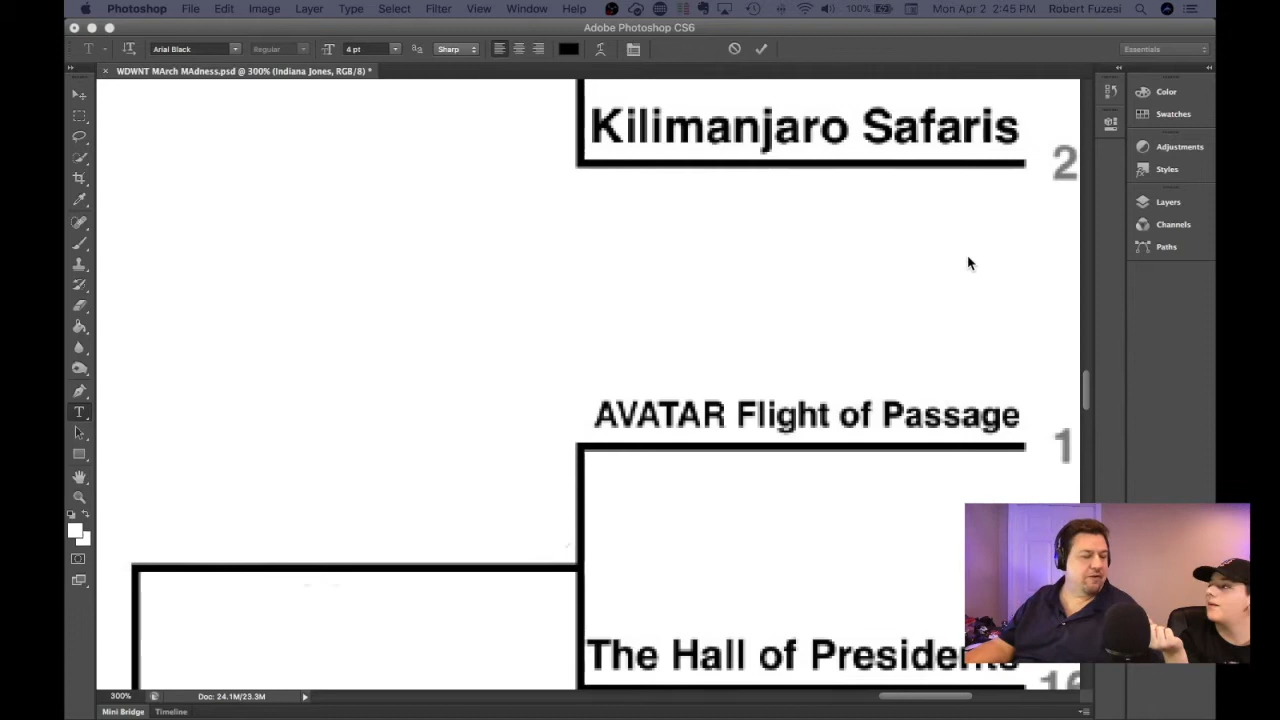 Photoshop File Edit Image Layer Type Select Filter View Window Help 100% Mon Apr 2 2:45 PM Robert Fuzesi
Adobe Photoshop CS6
T Arial Black Regular 4 pt Sharp Essentials
× WDWNT MArch MAdness.psd @ 300% (Indiana Jones, RGB/8) *
Kilimanjaro Safaris
2
AVATAR Flight of Passage
1
The Hall of Presidents
16
Color
Swatches
Adjustments
Styles
Layers
Channels
Paths
300% Doc: 24.1M/23.3M
Mini Bridge Timeline